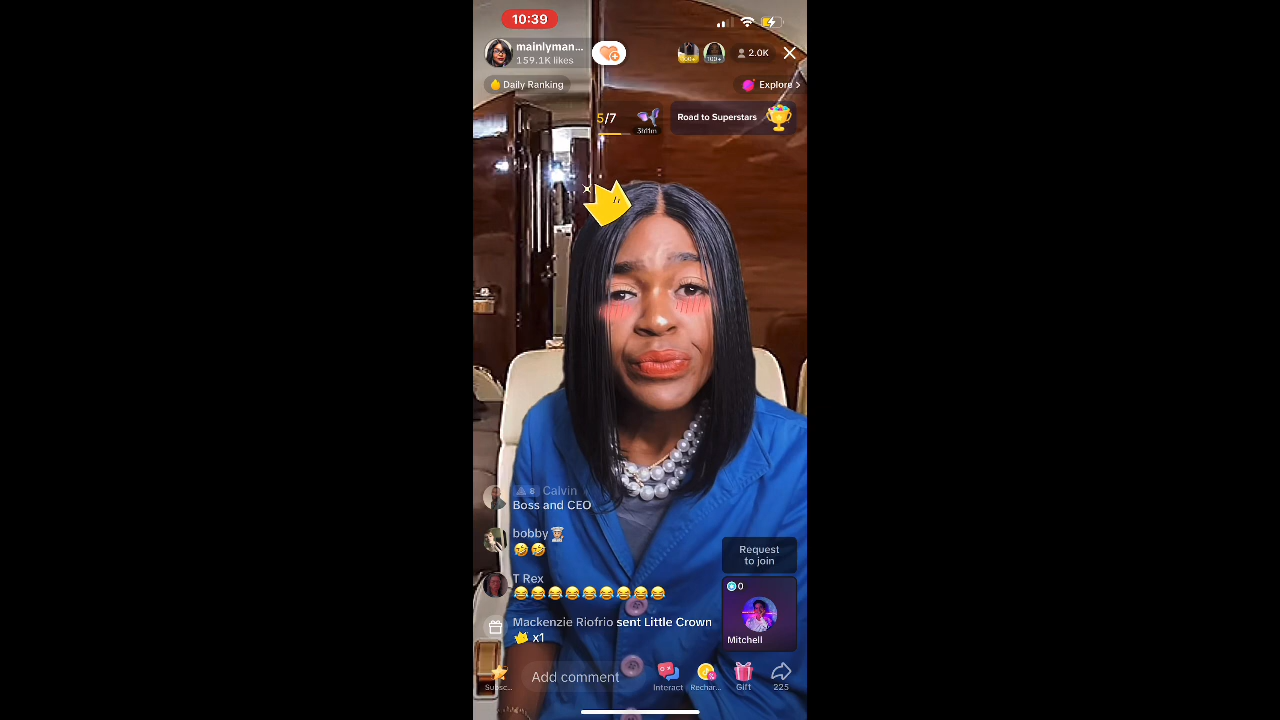 10:39
mainlyman...
159.1K likes
2.0K
Daily Ranking
Explore >
5/7
Road to Superstars
Calvin
Boss and CEO
bobby
🤣🤣
T Rex
😂😂😂😂😂😂😂😂😂
Mackenzie Riofrio sent Little Crown
x1
Request
to join
0
Mitchell
Add comment
Subsc...
Interact
Rechar...
Gift
225